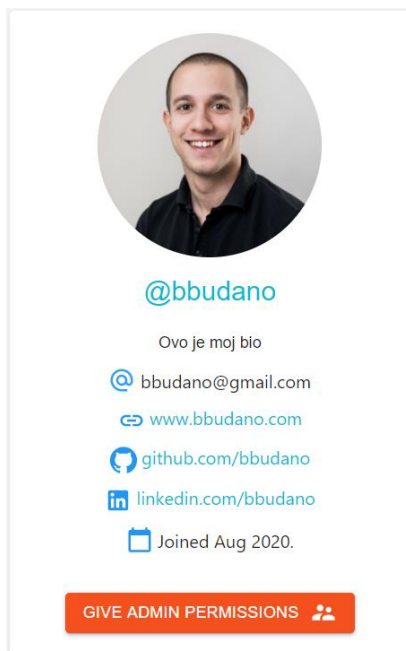 @bbudano
Ovo je moj bio
bbudano@gmail.com
www.bbudano.com
github.com/bbudano
linkedin.com/bbudano
Joined Aug 2020.
GIVE ADMIN PERMISSIONS